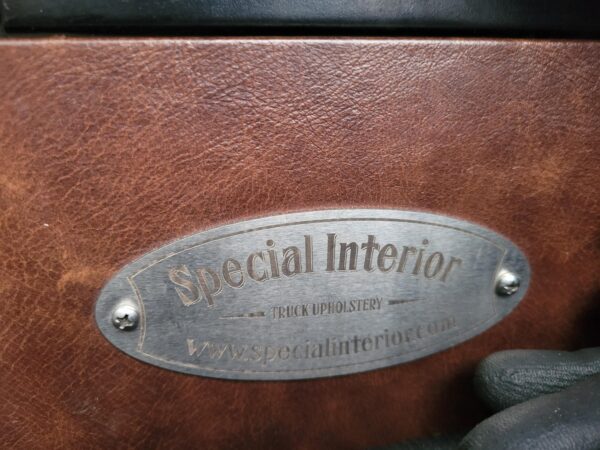 Special Interior
TRUCK UPHOLSTERY
www.specialinterior.com